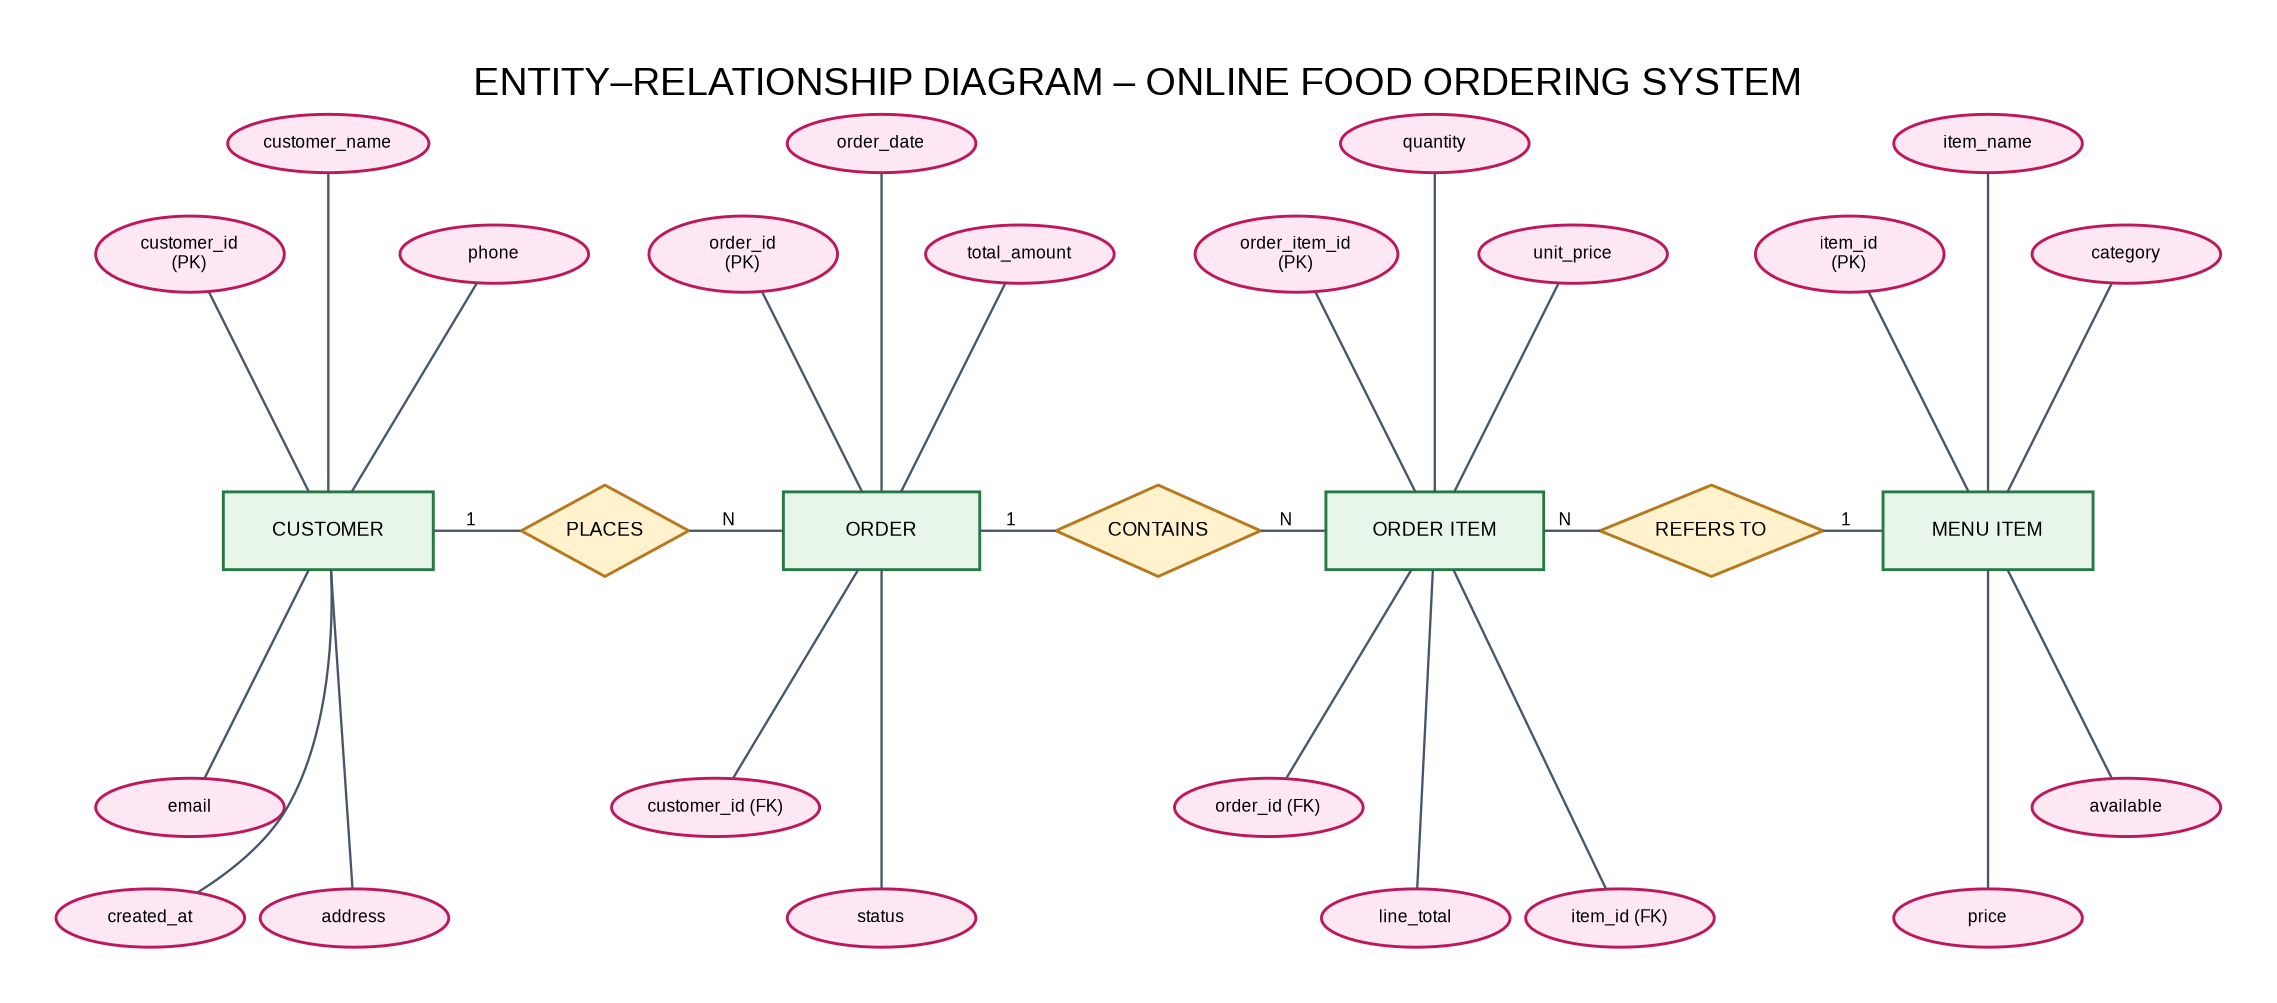 ENTITY–RELATIONSHIP DIAGRAM – ONLINE FOOD ORDERING SYSTEM
customer_name
order_date
quantity
item_name
customer_id
(PK)
phone
order_id
(PK)
total_amount
order_item_id
(PK)
unit_price
item_id
(PK)
category
CUSTOMER
1
PLACES
N
ORDER
1
CONTAINS
N
ORDER ITEM
N
REFERS TO
1
MENU ITEM
email
customer_id (FK)
order_id (FK)
available
created_at
address
status
line_total
item_id (FK)
price